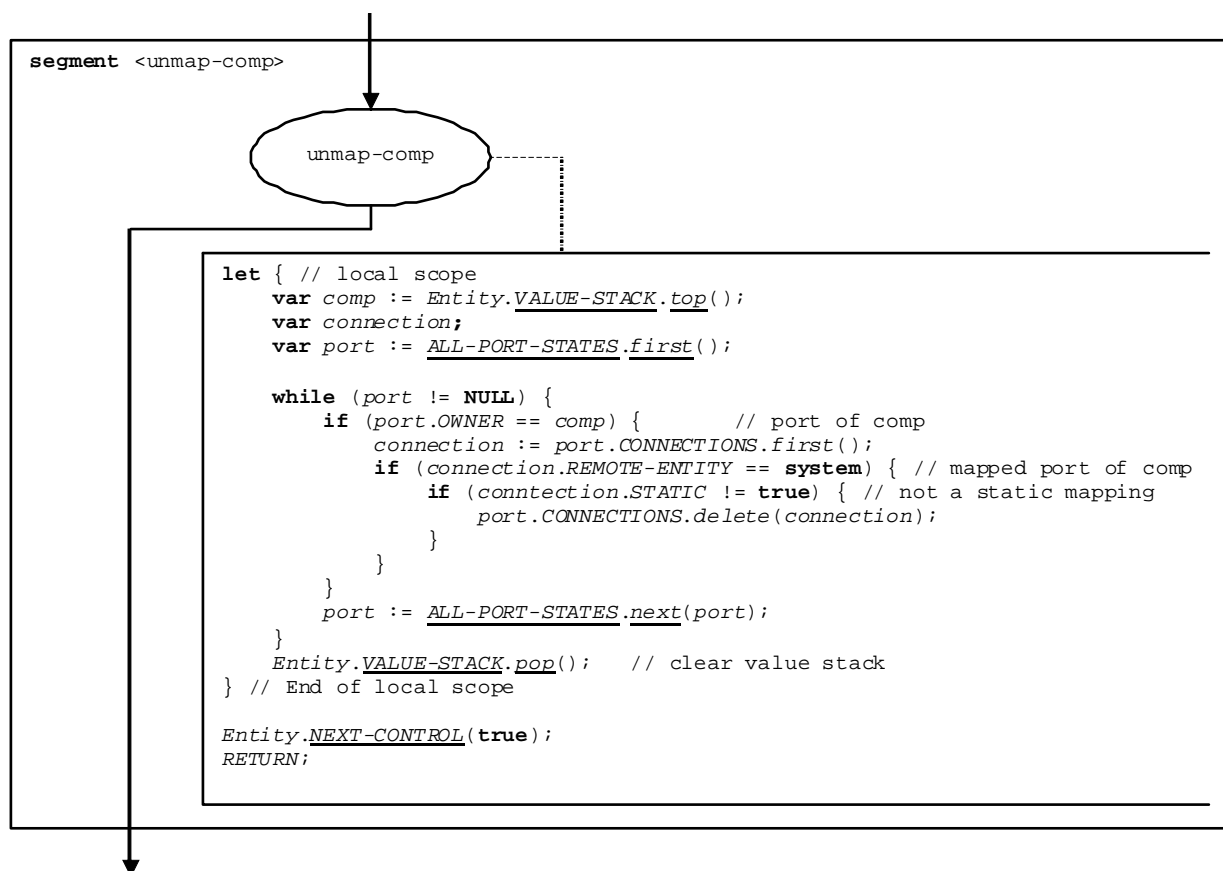 segment <unmap-comp>
unmap-comp
let { // local scope
var comp := Entity.VALUE-STACK.top();
var connection;
var port := ALL-PORT-STATES.first();
while (port != NULL) {
if (port.OWNER == comp) { // port of comp
connection := port.CONNECTIONS.first();
if (connection.REMOTE-ENTITY == system) { // mapped port of comp
if (conntection.STATIC != true) { // not a static mapping
port.CONNECTIONS.delete(connection);
}
}
}
port := ALL-PORT-STATES.next(port);
}
Entity.VALUE-STACK.pop(); // clear value stack
} // End of local scope
Entity.NEXT-CONTROL(true);
RETURN;